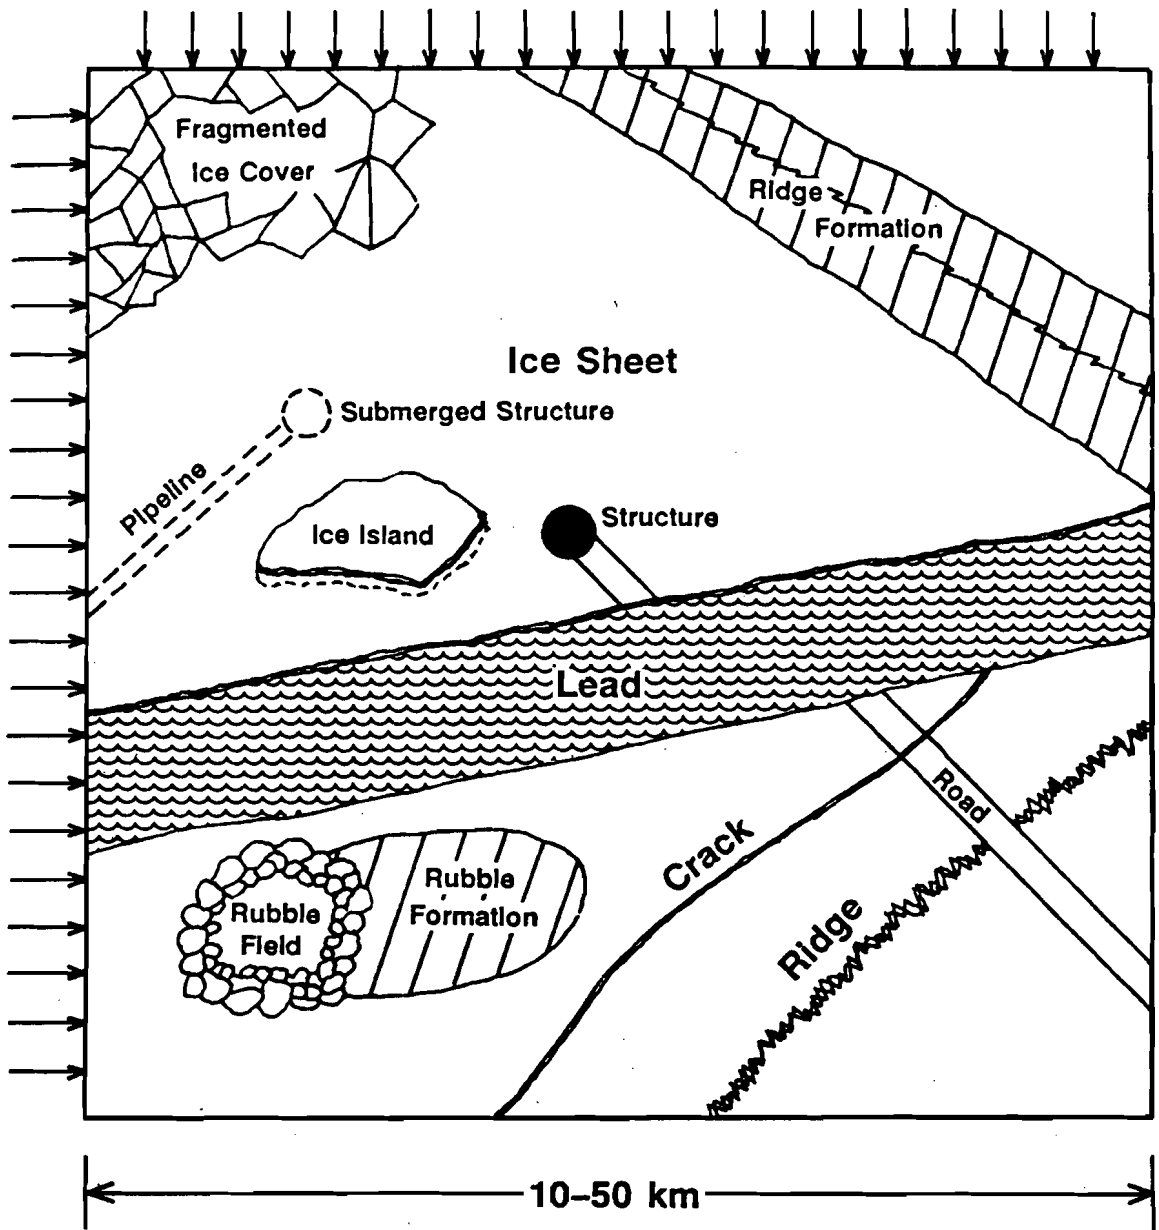 Fragmented
Ice Cover
Ridge
Formation
Ice Sheet
Submerged Structure
Pipeline
Ice Island
Structure
Lead
Road
Crack
Rubble
Formation
Rubble
Field
Ridge
10–50 km